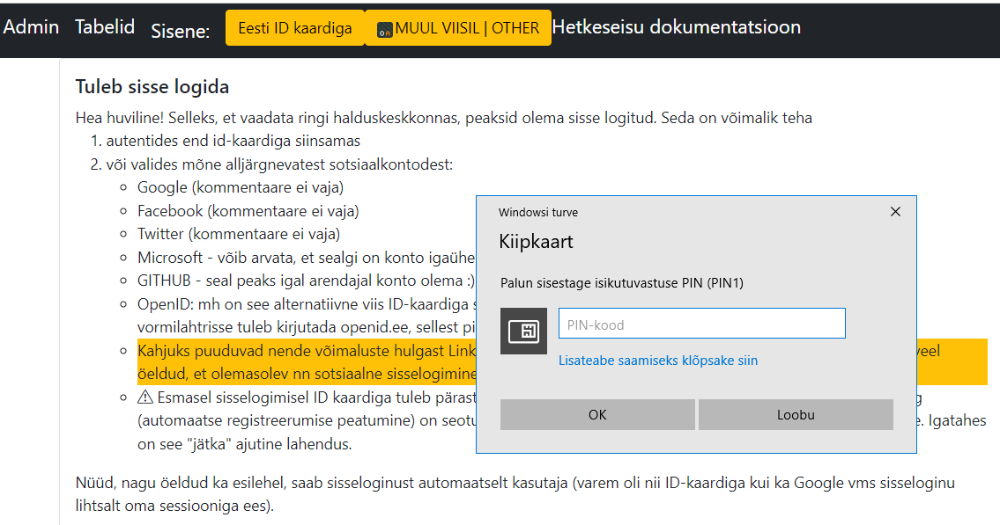 Admin Tabelid Sisene: Eesti ID kaardiga MUUL VIISIL | OTHER Hetkeseisu dokumentatsioon
Tuleb sisse logida
Hea huviline! Selleks, et vaadata ringi halduskeskkonnas, peaksid olema sisse logitud. Seda on võimalik teha
1. autentides end id-kaardiga siinsamas
2. või valides mõne alljärgnevatest sotsiaalkontodest:
Google (kommentaare ei vaja)
Facebook (kommentaare ei vaja)
Twitter (kommentaare ei vaja)
Microsoft - võib arvata, et sealgi on konto igaühe
GITHUB - seal peaks igal arendajal konto olema :)
OpenID: mh on see alternatiivne viis ID-kaardiga s
vormilahtrisse tuleb kirjutada openid.ee, sellest pi
Kahjuks puuduvad nende võimaluste hulgast Link
veel
öeldud, et olemasolev nn sotsiaalne sisselogimine
⚠ Esmasel sisselogimisel ID kaardiga tuleb pärast
g
(automaatse registreerumise peatumine) on seotu
e. Igatahes
on see "jätka" ajutine lahendus.
Nüüd, nagu öeldud ka esilehel, saab sisseloginust automaatselt kasutaja (varem oli nii ID-kaardiga kui ka Google vms sisseloginu
lihtsalt oma sessiooniga ees).
Windowsi turve
Kiipkaart
Palun sisestage isikutuvastuse PIN (PIN1)
PIN-kood
Lisateabe saamiseks klõpsake siin
OK
Loobu